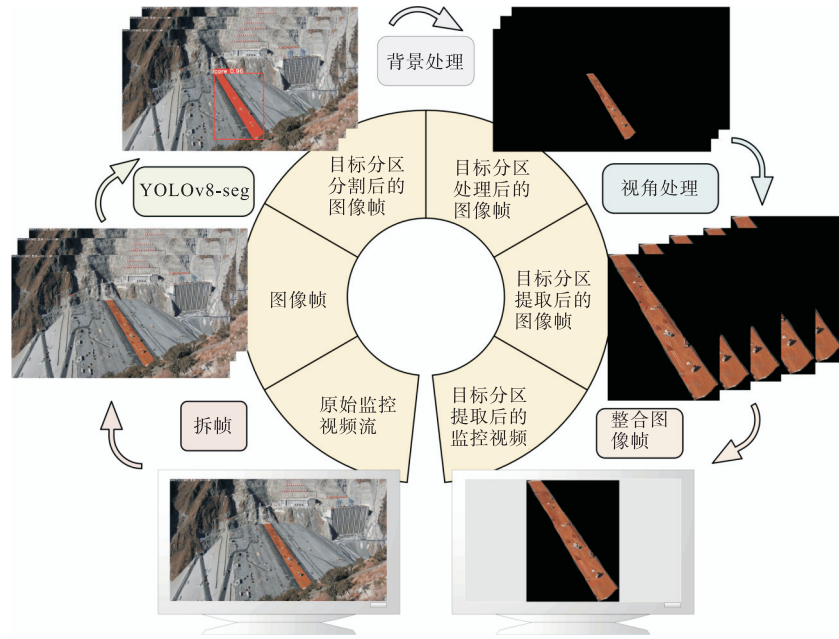 背景处理
score 0.96
YOLOv8-seg
视角处理
目标分区
分割后的
图像帧
目标分区
处理后的
图像帧
图像帧
目标分区
提取后的
图像帧
原始监控
视频流
目标分区
提取后的
监控视频
拆帧
整合图
像帧